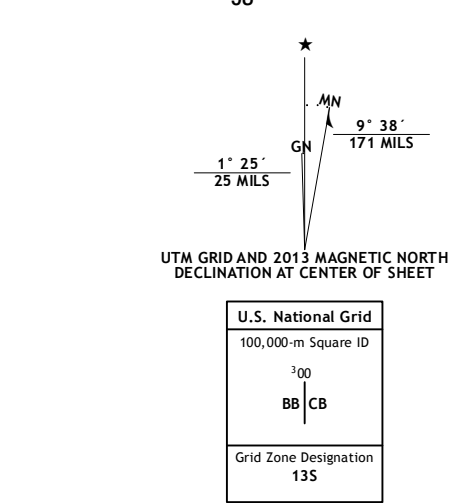 ★
MN
GN
9° 38´
171 MILS
1° 25´
25 MILS
UTM GRID AND 2013 MAGNETIC NORTH
DECLINATION AT CENTER OF SHEET
U.S. National Grid
100,000-m Square ID
³00
BB CB
Grid Zone Designation
13S